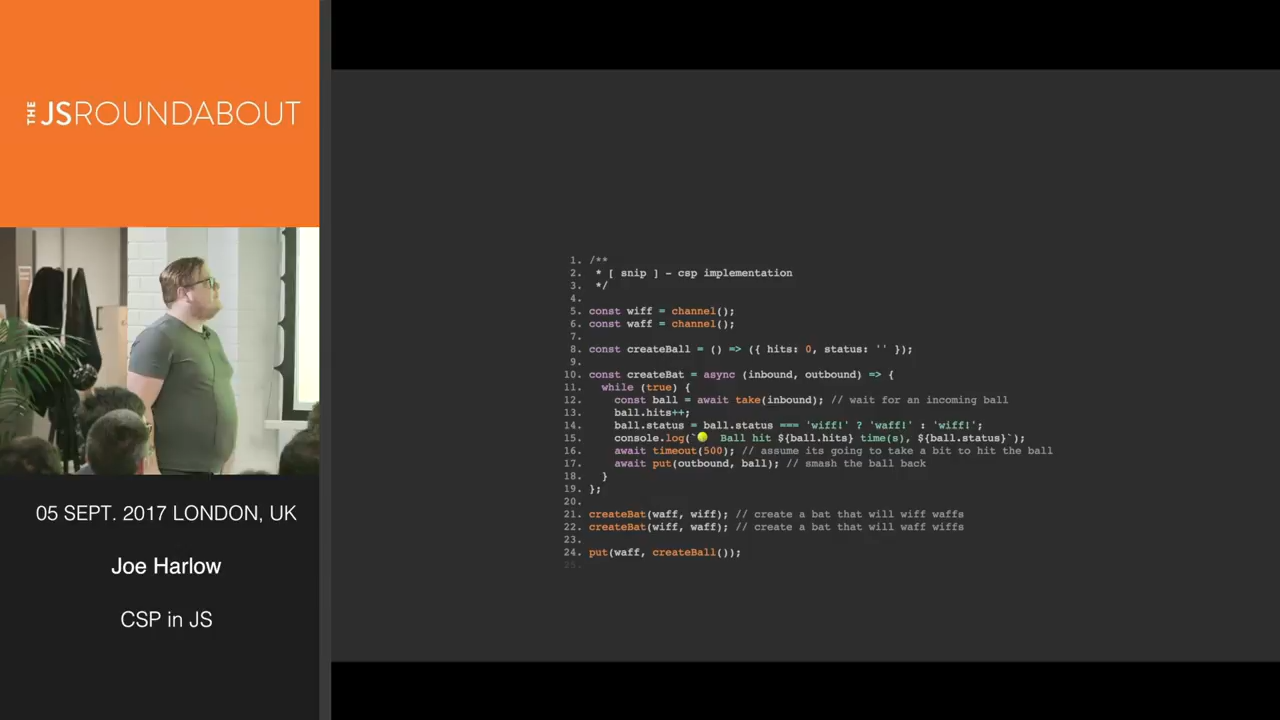 THE JSROUNDABOUT
05 SEPT. 2017 LONDON, UK
Joe Harlow
CSP in JS
1. /**
2.  * [ snip ] - csp implementation
3.  */
4.
5. const wiff = channel();
6. const waff = channel();
7.
8. const createBall = () => ({ hits: 0, status: '' });
9.
10. const createBat = async (inbound, outbound) => {
11.   while (true) {
12.     const ball = await take(inbound); // wait for an incoming ball
13.     ball.hits++;
14.     ball.status = ball.status === 'wiff!' ? 'waff!' : 'wiff!';
15.     console.log(`🎾  Ball hit ${ball.hits} time(s), ${ball.status}`);
16.     await timeout(500); // assume its going to take a bit to hit the ball
17.     await put(outbound, ball); // smash the ball back
18.   }
19. };
20.
21. createBat(waff, wiff); // create a bat that will wiff waffs
22. createBat(wiff, waff); // create a bat that will waff wiffs
23.
24. put(waff, createBall());
25.